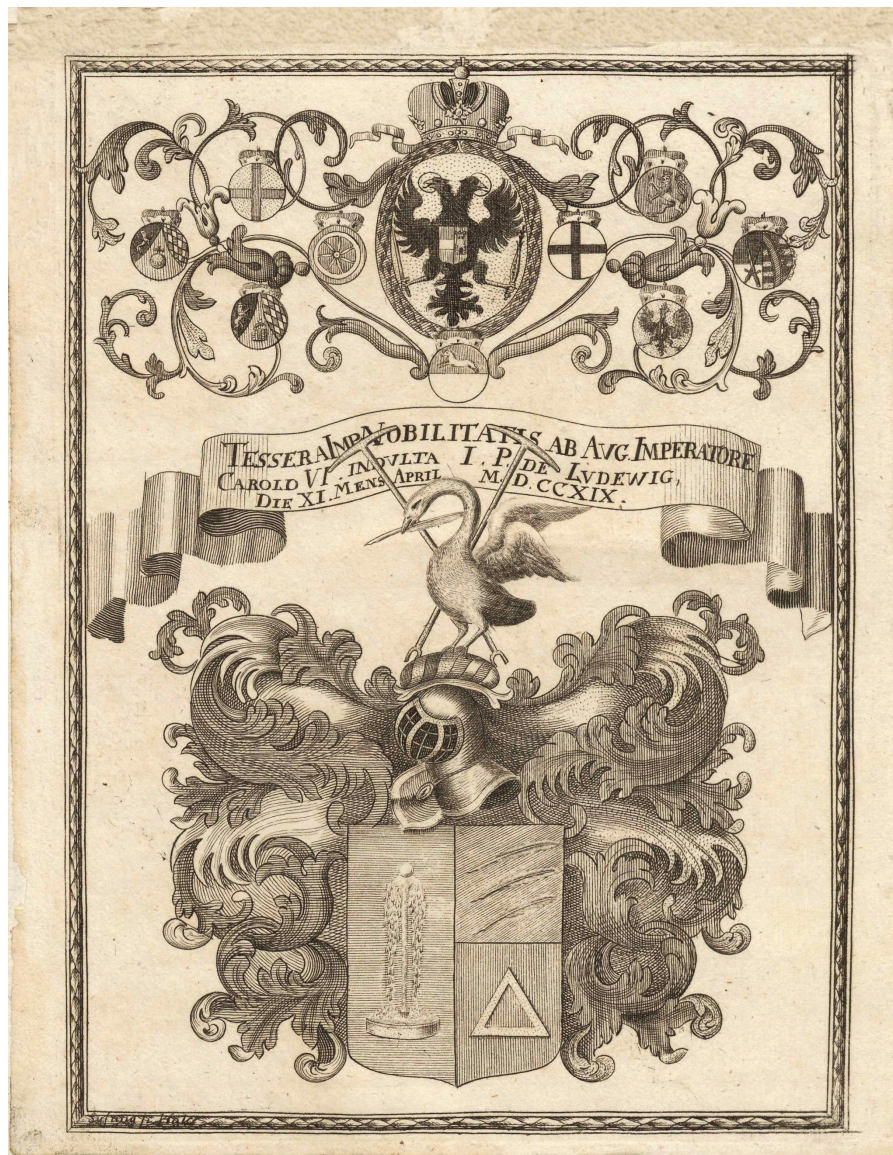 TESSERA IMP. NOBILITATIS AB AVG. IMPERATORE
CAROLO VI. INDVLTA I. P. DE LVDEWIG,
DIE XI. MENS. APRIL M.D.CCXIX.